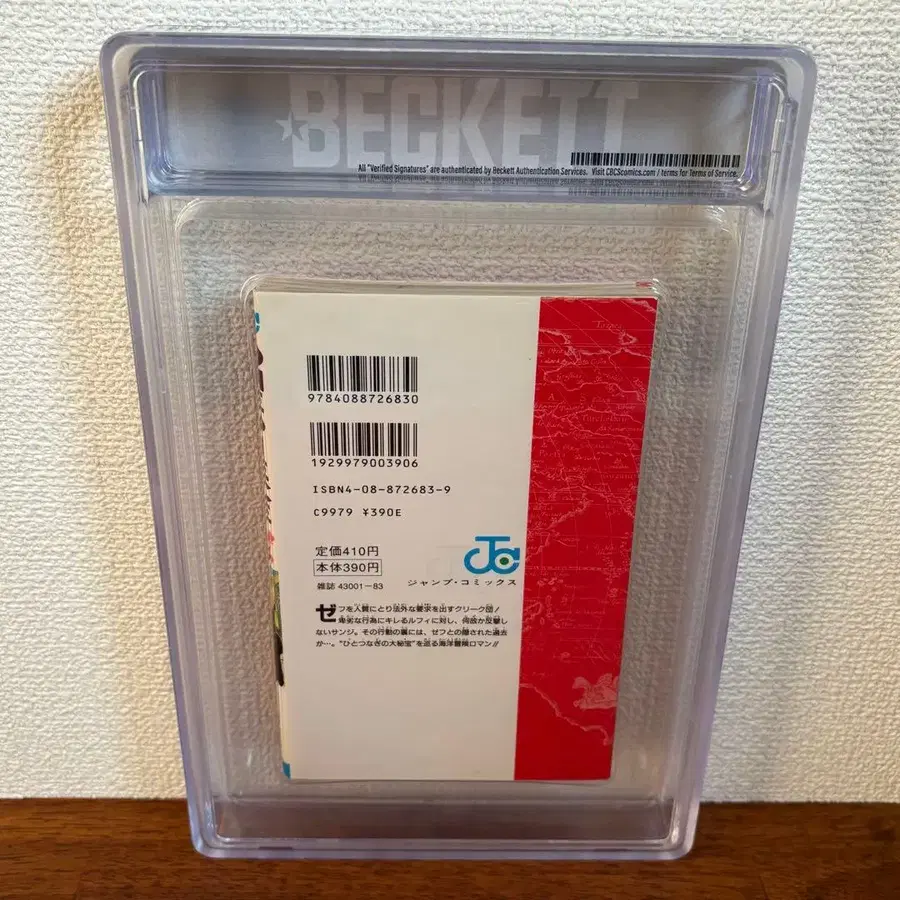 BECKETT
All "Verified Signatures" are authenticated by Beckett Authentication Services. Visit CBCScomics.com / terms for Terms of Service.
9784088726830
1929979003906
ISBN4-08-872683-9
C9979 ¥390E
定価410円
本体390円
雑誌 43001-83
ジャンプ・コミックス
ゼフを人質にとり法外な要求を出すクリーク団!
卑劣な行為にキレるルフィに対し、何故か反撃し
ないサンジ。その行動の裏には、ゼフとの隠された過去
か…。"ひとつなぎの大秘宝"を巡る海洋冒険ロマン!!